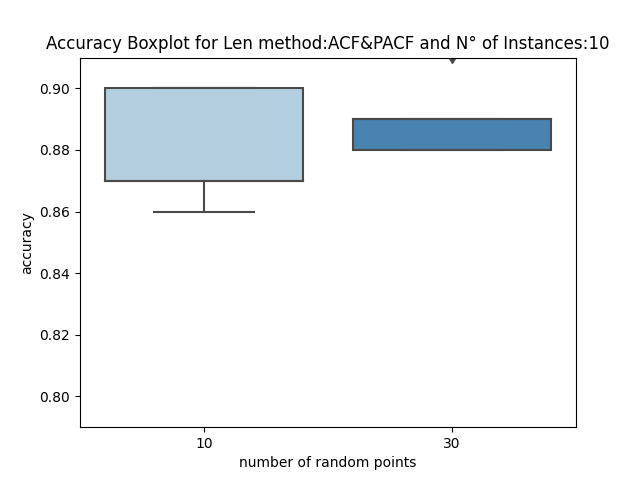 Accuracy Boxplot for Len method:ACF&PACF and N° of Instances:10
0.90
0.88
0.86
0.84
0.82
0.80
accuracy
10 30
number of random points